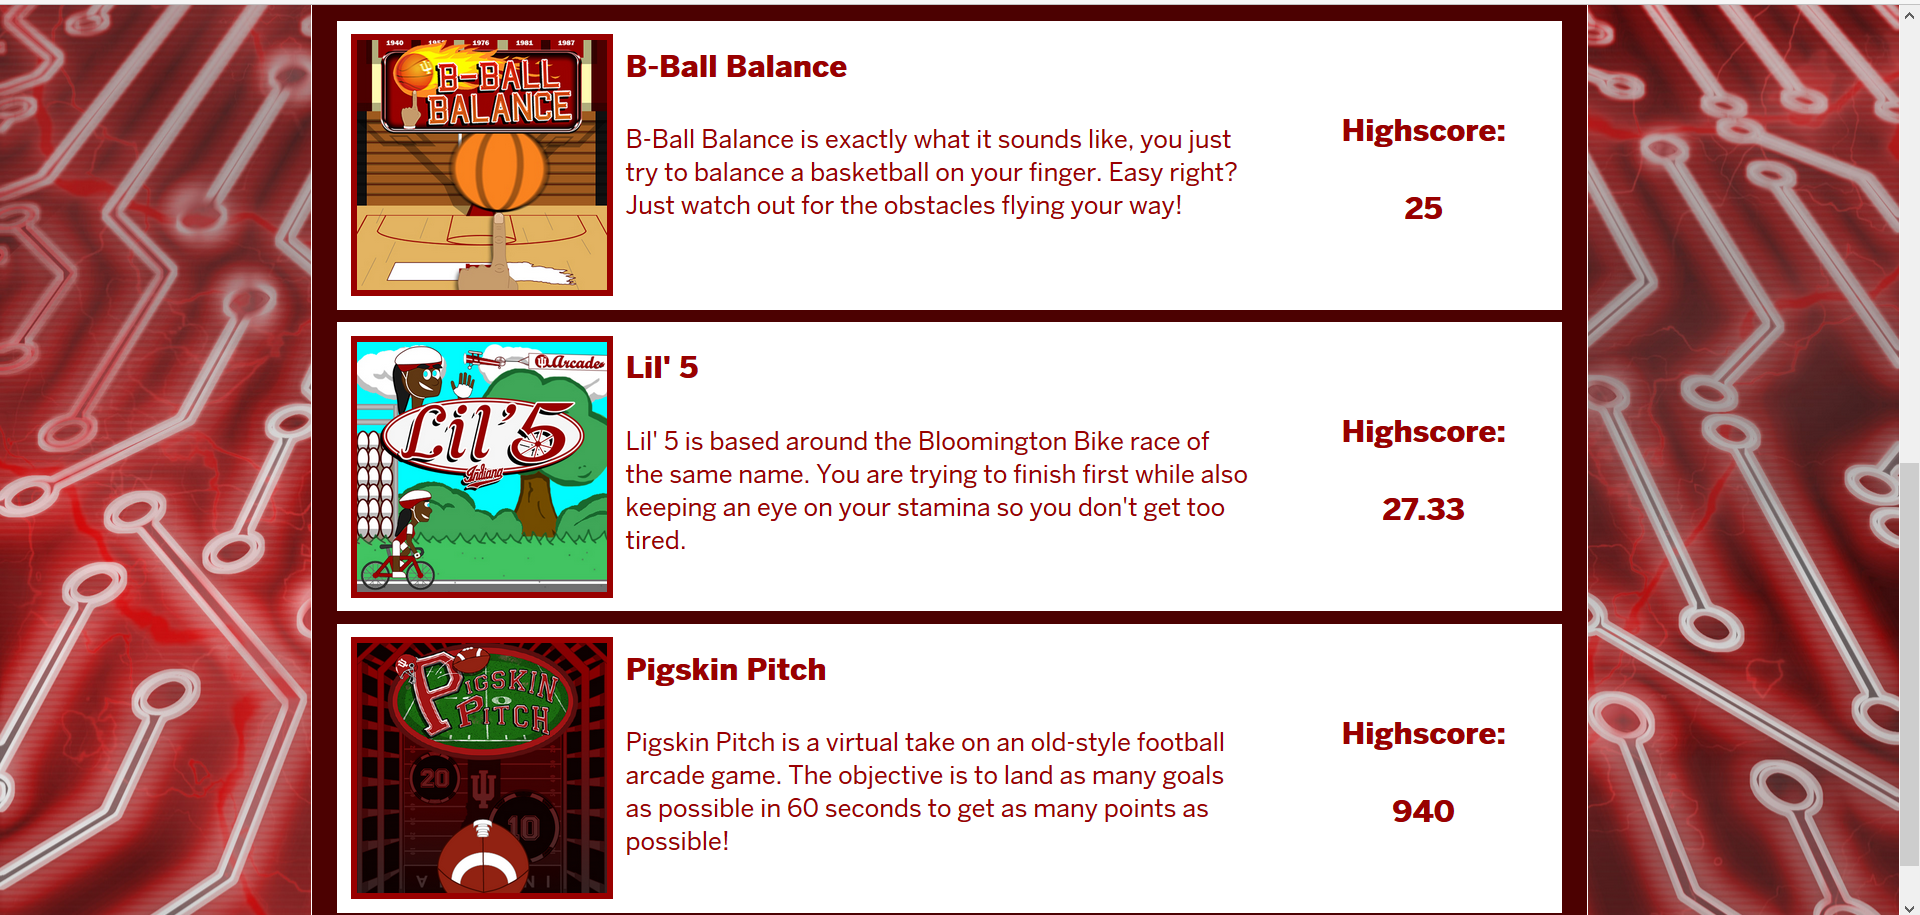 1940 1953 1976 1981 1987
B-BALL
BALANCE
B-Ball Balance
B-Ball Balance is exactly what it sounds like, you just
try to balance a basketball on your finger. Easy right?
Just watch out for the obstacles flying your way!
Highscore:
25
Arcade
Lil' 5
Indiana
Lil' 5
Lil' 5 is based around the Bloomington Bike race of
the same name. You are trying to finish first while also
keeping an eye on your stamina so you don't get too
tired.
Highscore:
27.33
PIGSKIN
PITCH
20
10
Pigskin Pitch
Pigskin Pitch is a virtual take on an old-style football
arcade game. The objective is to land as many goals
as possible in 60 seconds to get as many points as
possible!
Highscore:
940